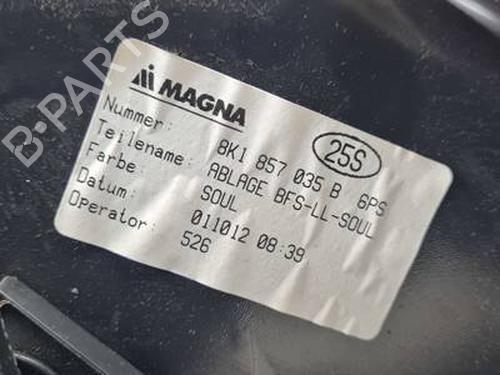 MAGNA
25S
Nummer: 8K1 857 035 B 6PS
Teilename: ABLAGE BFS-LL-SOUL
Farbe: SOUL
Datum: 011012 08:39
Operator: 526
B-PARTS